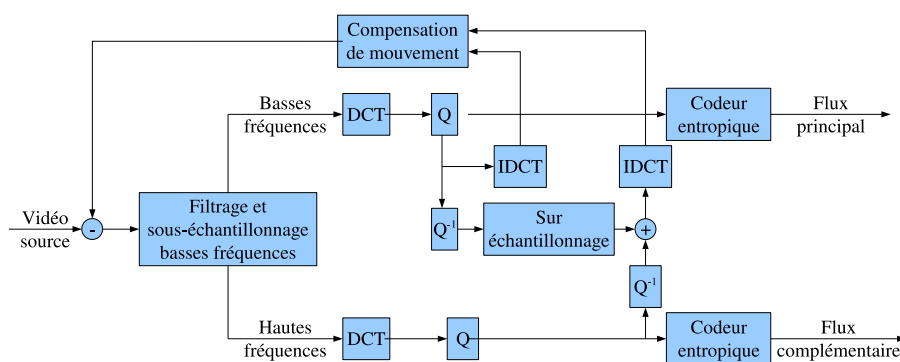 Compensation
de mouvement
Basses
fréquences
DCT
Q
Codeur
entropique
Flux
principal
IDCT
IDCT
Vidéo
source
-
Filtrage et
sous-échantillonnage
basses fréquences
Q-1
Sur
échantillonnage
+
Q-1
Hautes
fréquences
DCT
Q
Codeur
entropique
Flux
complémentaire